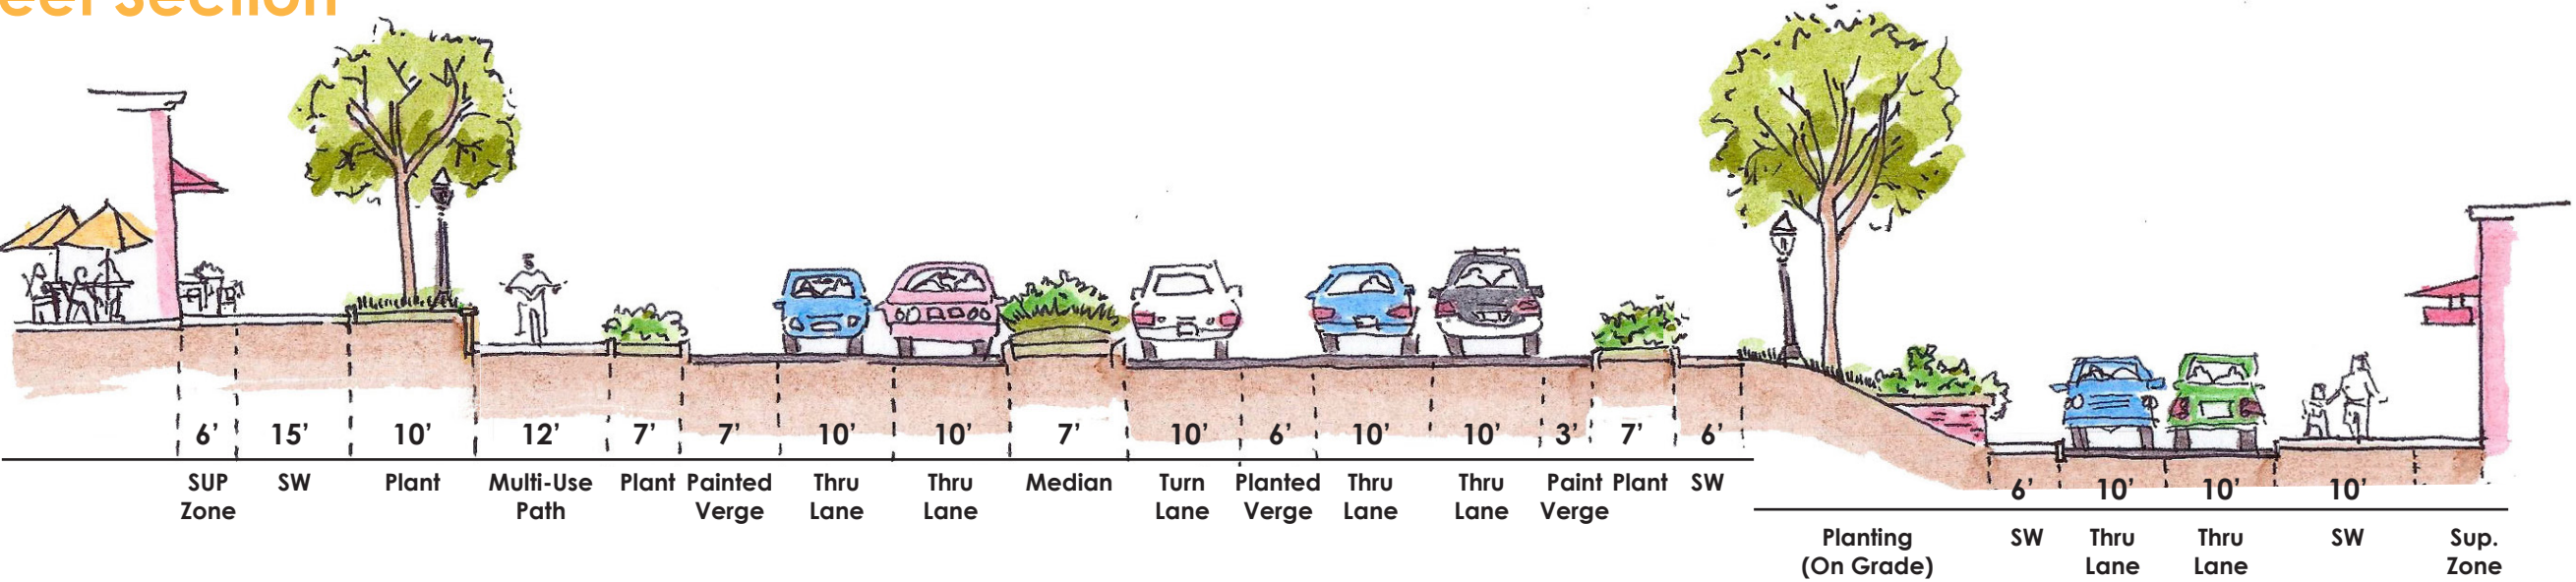 Section
6’ 15’ 10’ 12’ 7’ 7’ 10’ 10’ 7’ 10’ 6’ 10’ 10’ 3’ 7’ 6’
SUP SW Plant Multi-Use Plant Painted Thru Thru Median Turn Planted Thru Thru Paint Plant SW
Zone Path Verge Lane Lane Lane Verge Lane Lane Verge
6’ 10’ 10’ 10’
Planting SW Thru Thru SW Sup.
(On Grade) Lane Lane Zone